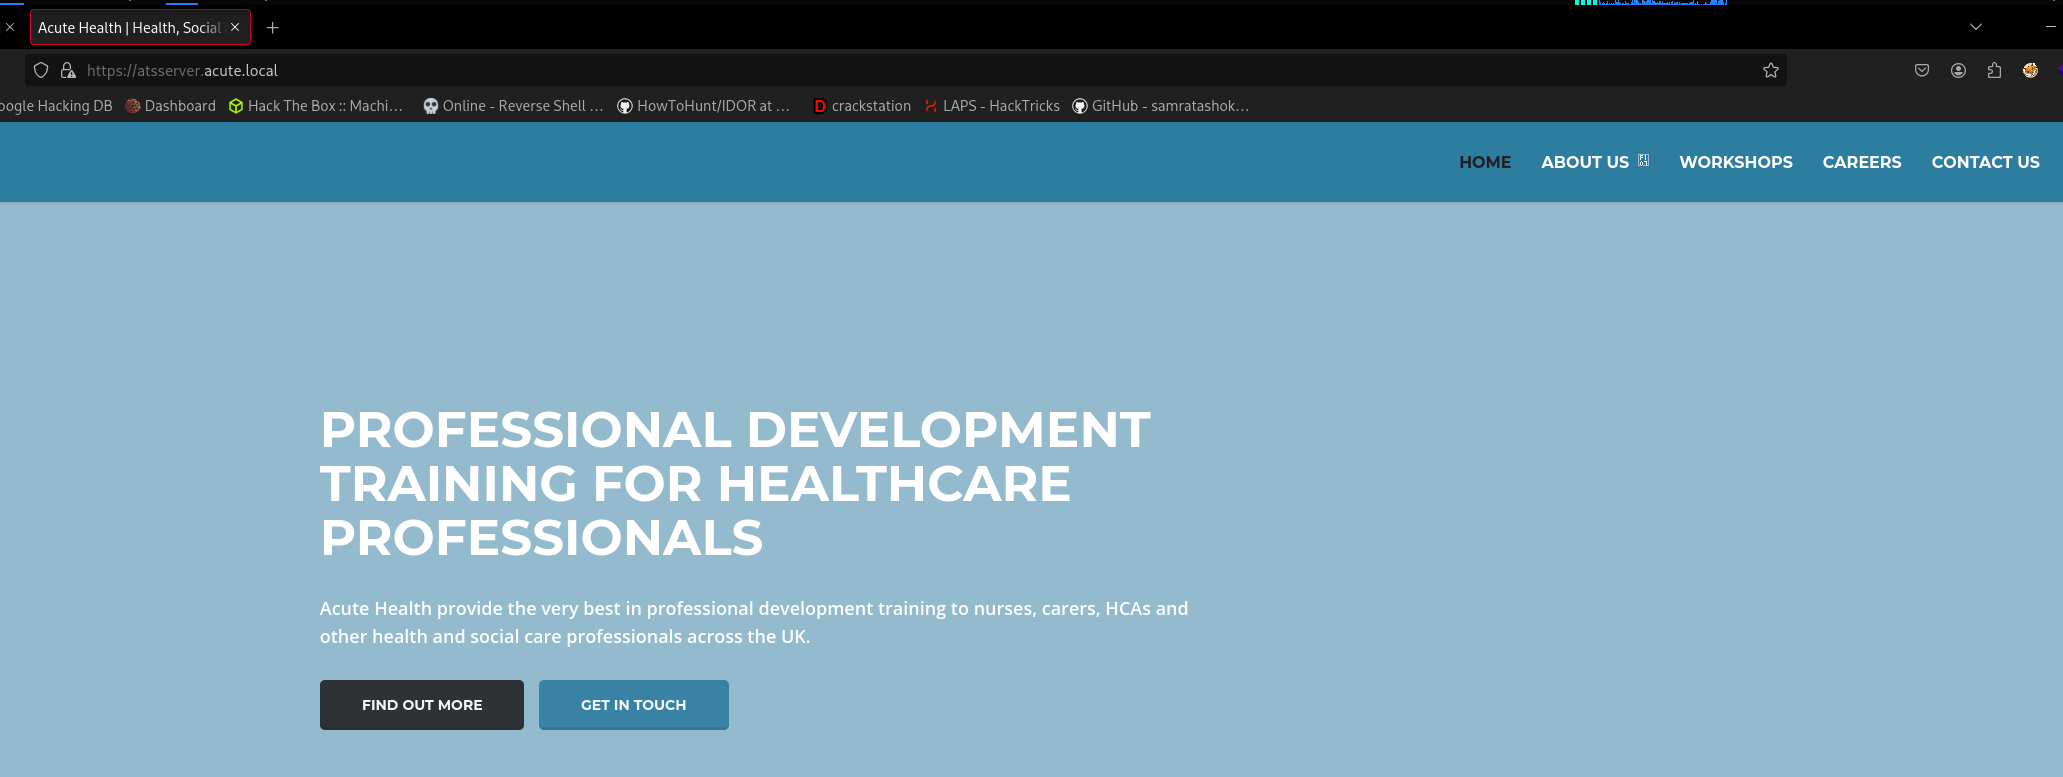 Acute Health | Health, Social
https://atsserver.acute.local
oogle Hacking DB Dashboard Hack The Box :: Machi… Online - Reverse Shell … HowToHunt/IDOR at … crackstation LAPS - HackTricks GitHub - samratashok…
HOME ABOUT US WORKSHOPS CAREERS CONTACT US
PROFESSIONAL DEVELOPMENT
TRAINING FOR HEALTHCARE
PROFESSIONALS
Acute Health provide the very best in professional development training to nurses, carers, HCAs and
other health and social care professionals across the UK.
FIND OUT MORE GET IN TOUCH